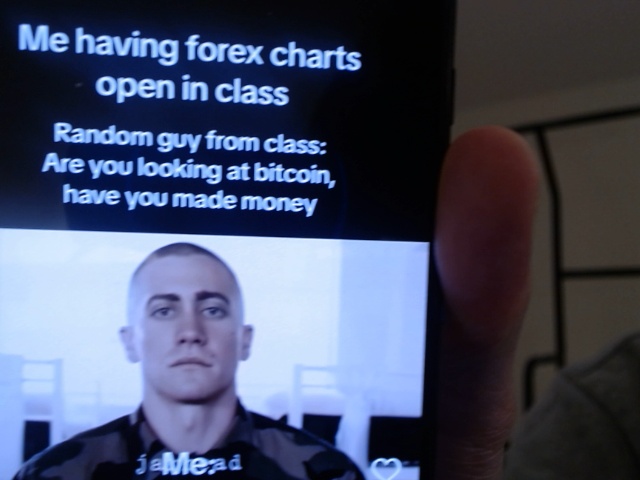 Me having forex charts
open in class
Random guy from class:
Are you looking at bitcoin,
have you made money
Me: